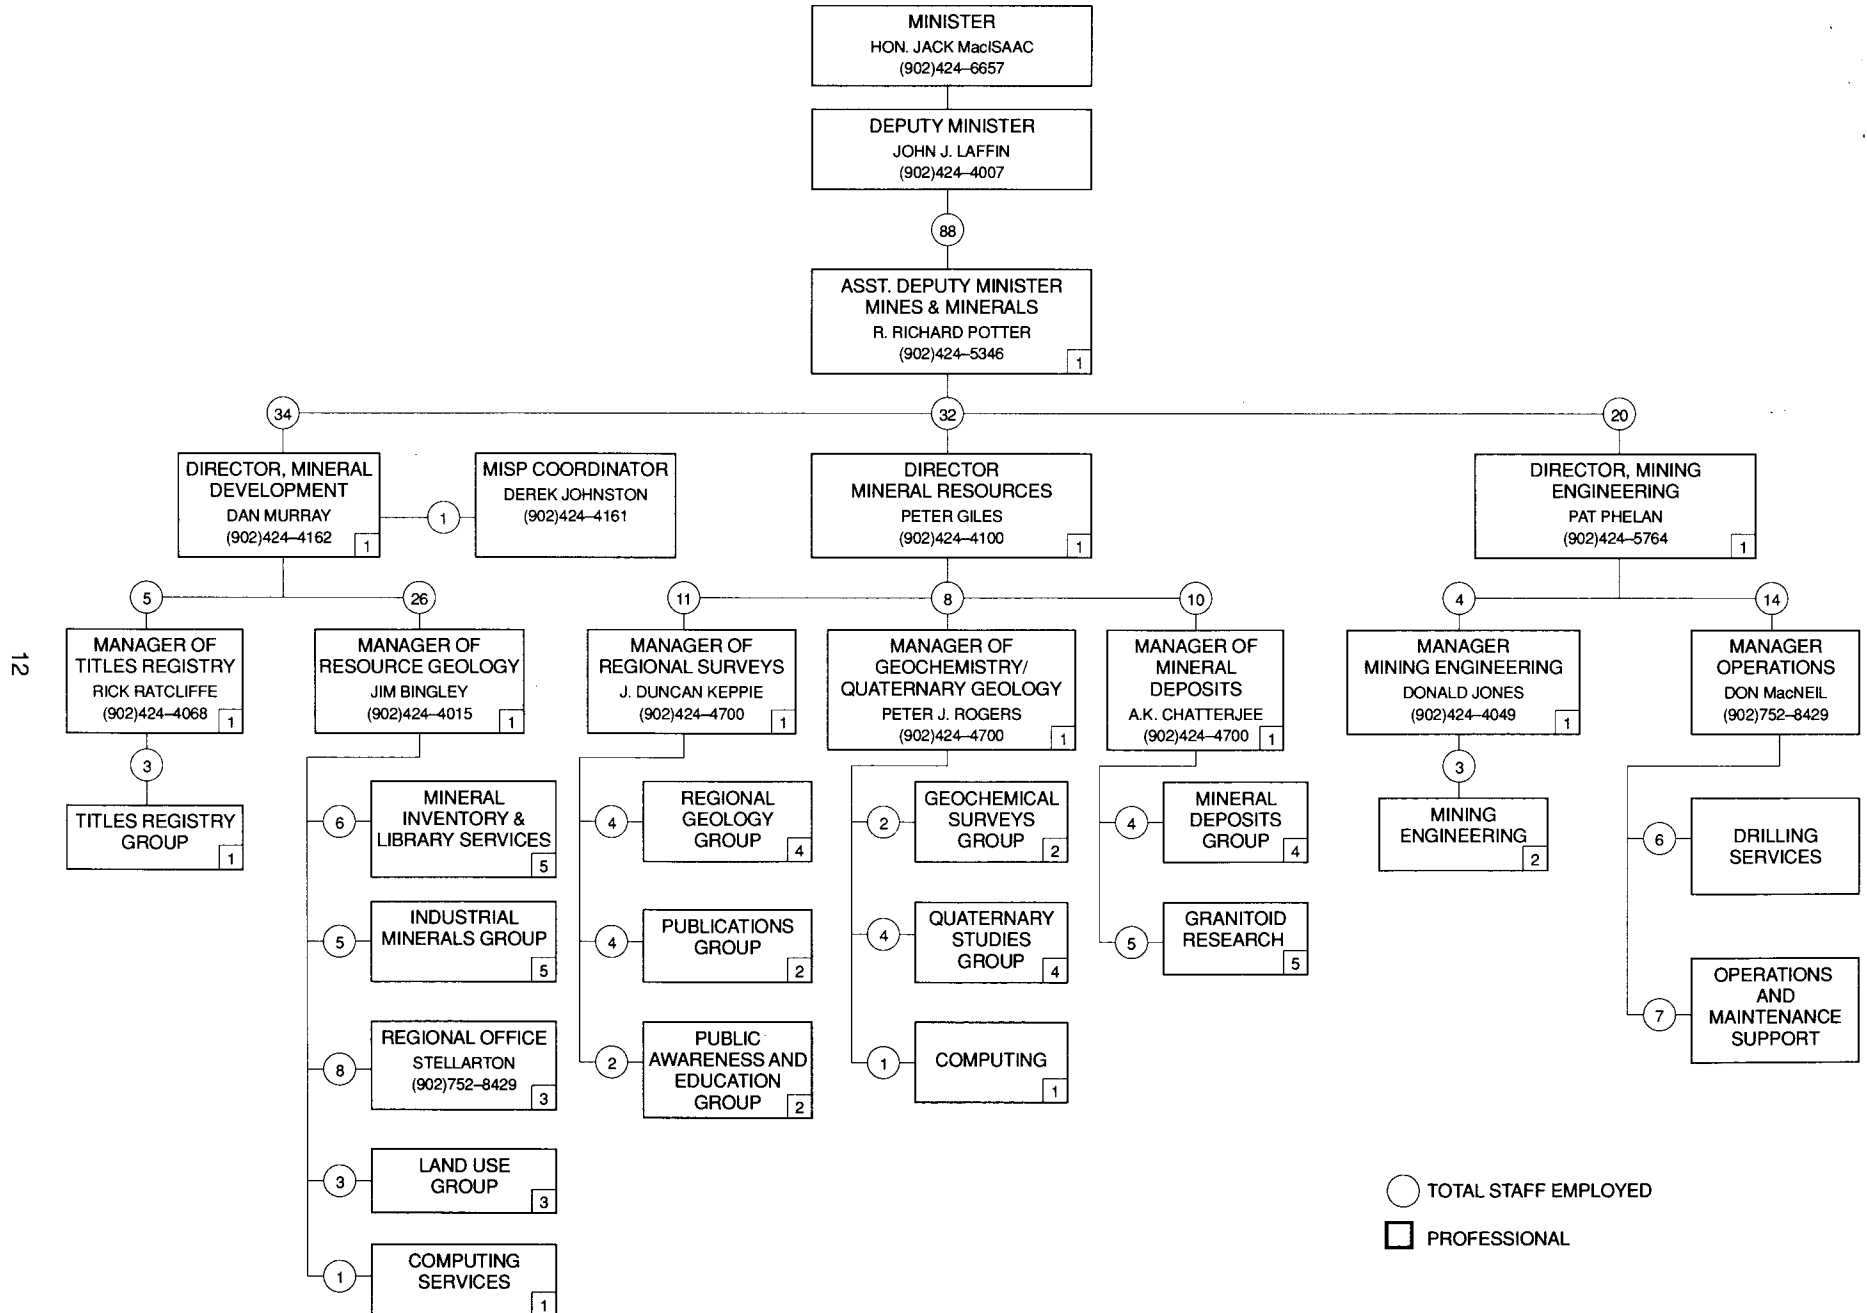 MINISTER
HON. JACK MacISAAC
(902)424–6657
DEPUTY MINISTER
JOHN J. LAFFIN
(902)424–4007
88
ASST. DEPUTY MINISTER
MINES & MINERALS
R. RICHARD POTTER
(902)424–5346
1
34
32
20
DIRECTOR, MINERAL
DEVELOPMENT
DAN MURRAY
(902)424–4162
1
1
MISP COORDINATOR
DEREK JOHNSTON
(902)424–4161
DIRECTOR
MINERAL RESOURCES
PETER GILES
(902)424–4100
1
DIRECTOR, MINING
ENGINEERING
PAT PHELAN
(902)424–5764
1
5
26
11
8
10
4
14
MANAGER OF
TITLES REGISTRY
RICK RATCLIFFE
(902)424–4068
1
3
TITLES REGISTRY
GROUP
1
MANAGER OF
RESOURCE GEOLOGY
JIM BINGLEY
(902)424–4015
1
6
MINERAL
INVENTORY &
LIBRARY SERVICES
5
5
INDUSTRIAL
MINERALS GROUP
5
8
REGIONAL OFFICE
STELLARTON
(902)752–8429
3
3
LAND USE
GROUP
3
1
COMPUTING
SERVICES
1
MANAGER OF
REGIONAL SURVEYS
J. DUNCAN KEPPIE
(902)424–4700
1
4
REGIONAL
GEOLOGY
GROUP
4
4
PUBLICATIONS
GROUP
2
2
PUBLIC
AWARENESS AND
EDUCATION
GROUP
2
MANAGER OF
GEOCHEMISTRY/
QUATERNARY GEOLOGY
PETER J. ROGERS
(902)424–4700
1
2
GEOCHEMICAL
SURVEYS
GROUP
2
4
QUATERNARY
STUDIES
GROUP
4
1
COMPUTING
1
MANAGER OF
MINERAL
DEPOSITS
A.K. CHATTERJEE
(902)424–4700
1
4
MINERAL
DEPOSITS
GROUP
4
5
GRANITOID
RESEARCH
5
MANAGER
MINING ENGINEERING
DONALD JONES
(902)424–4049
1
3
MINING
ENGINEERING
2
MANAGER
OPERATIONS
DON MacNEIL
(902)752–8429
6
DRILLING
SERVICES
7
OPERATIONS
AND
MAINTENANCE
SUPPORT
TOTAL STAFF EMPLOYED
PROFESSIONAL
12